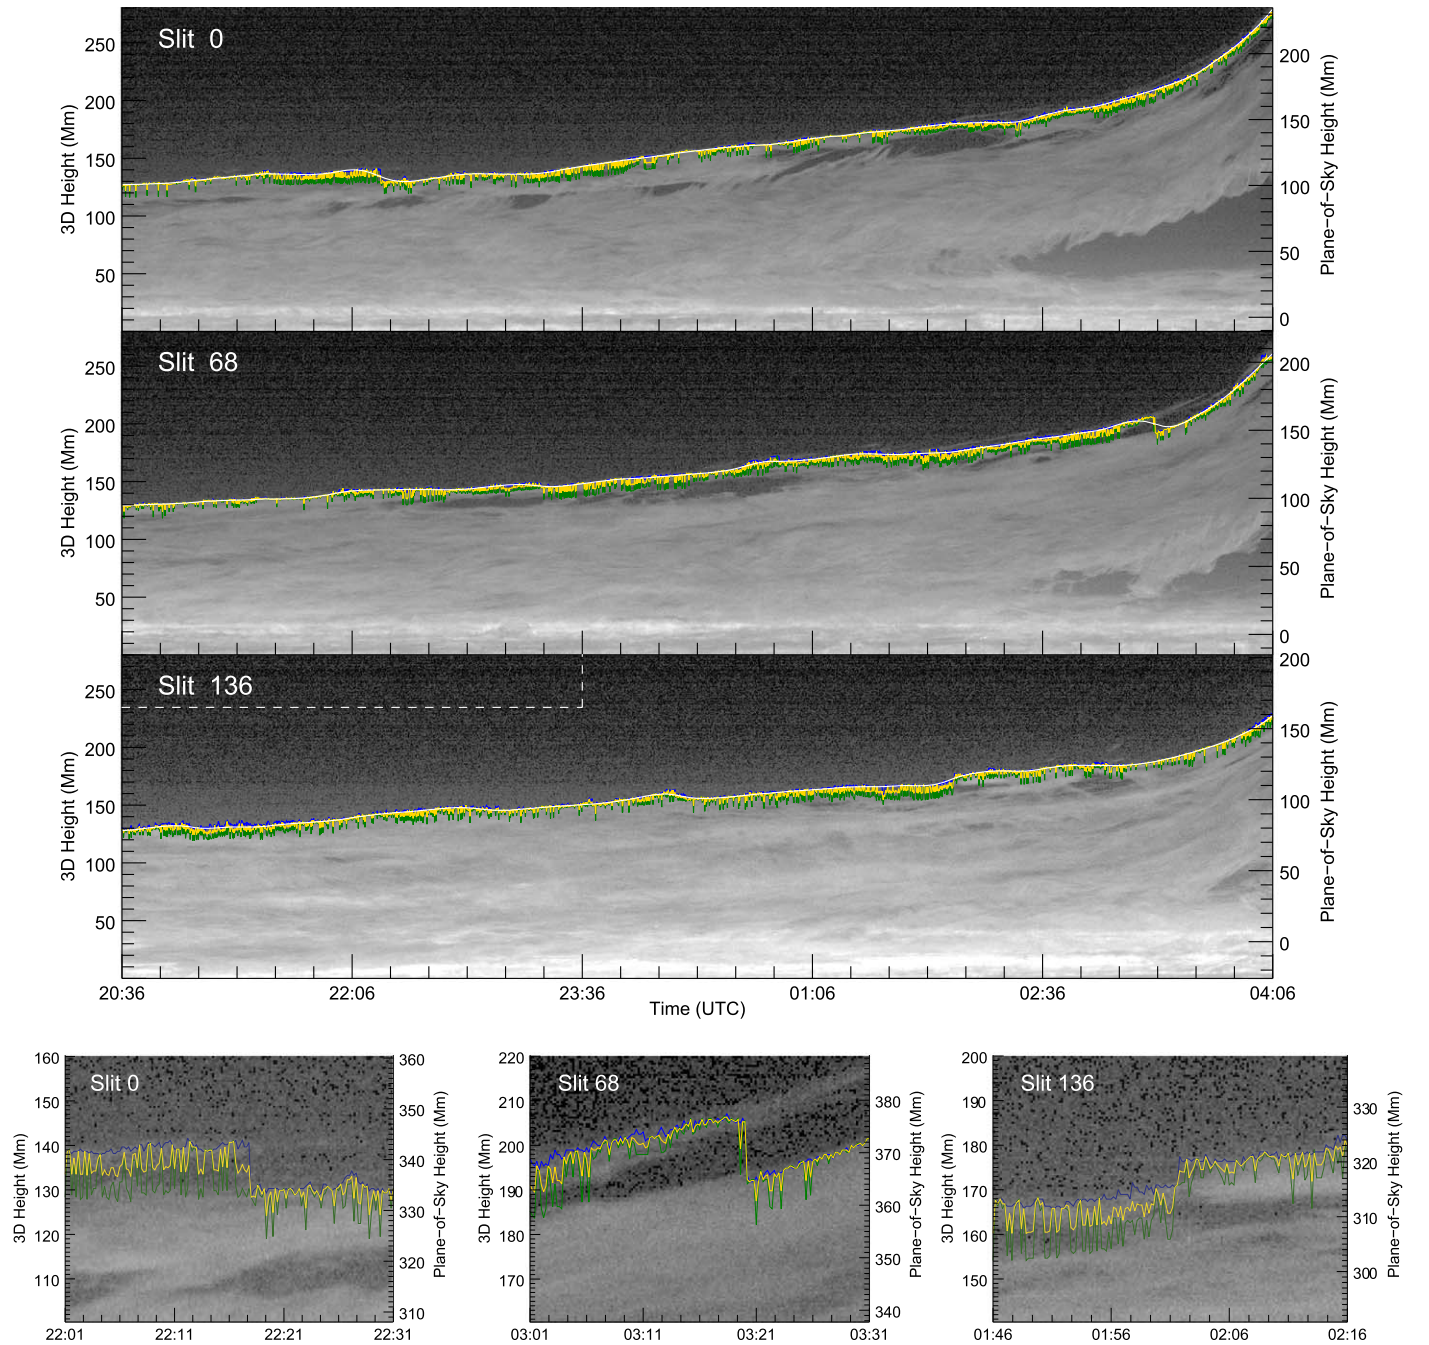 Slit 0
250
200
150
100
50
3D Height (Mm)
200
150
100
50
0
Plane-of-Sky Height (Mm)
Slit 68
250
200
150
100
50
3D Height (Mm)
200
150
100
50
0
Plane-of-Sky Height (Mm)
Slit 136
250
200
150
100
50
3D Height (Mm)
200
150
100
50
0
Plane-of-Sky Height (Mm)
20:36 22:06 23:36 01:06 02:36 04:06
Time (UTC)
Slit 0
160
150
140
130
120
110
3D Height (Mm)
360
350
340
330
320
310
Plane-of-Sky Height (Mm)
22:01 22:11 22:21 22:31
Slit 68
220
210
200
190
180
170
3D Height (Mm)
380
370
360
350
340
Plane-of-Sky Height (Mm)
03:01 03:11 03:21 03:31
Slit 136
200
190
180
170
160
150
3D Height (Mm)
330
320
310
300
Plane-of-Sky Height (Mm)
01:46 01:56 02:06 02:16